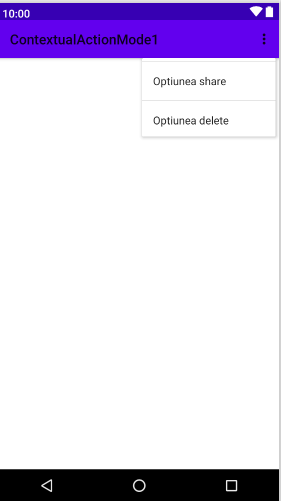 10:00
ContextualActionMode1
Optiunea share
Optiunea delete